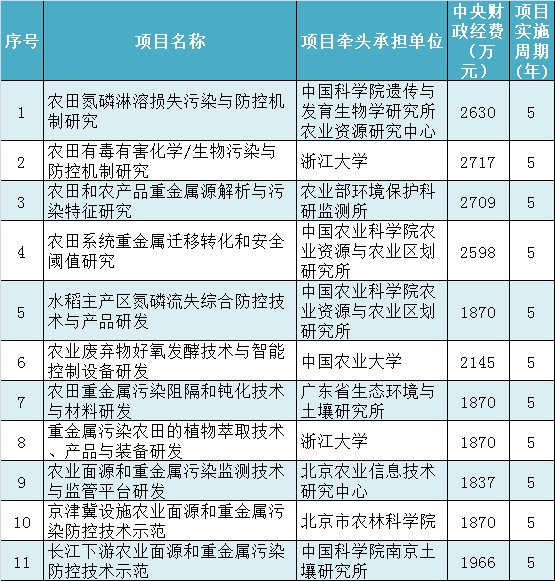 序号 项目名称 项目牵头承担单位 中央财政经费（万元） 项目实施周期(年)
1 农田氮磷淋溶损失污染与防控机制研究 中国科学院遗传与发育生物学研究所农业资源研究中心 2630 5
2 农田有毒有害化学/生物污染与防控机制研究 浙江大学 2717 5
3 农田和农产品重金属源解析与污染特征研究 农业部环境保护科研监测所 2709 5
4 农田系统重金属迁移转化和安全阈值研究 中国农业科学院农业资源与农业区划研究所 2598 5
5 水稻主产区氮磷流失综合防控技术与产品研发 中国农业科学院农业资源与农业区划研究所 1870 5
6 农业废弃物好氧发酵技术与智能控制设备研发 中国农业大学 2145 5
7 农田重金属污染阻隔和钝化技术与材料研发 广东省生态环境与土壤研究所 1870 5
8 重金属污染农田的植物萃取技术、产品与装备研发 浙江大学 1870 5
9 农业面源和重金属污染监测技术与监管平台研发 北京农业信息技术研究中心 1837 5
10 京津冀设施农业面源和重金属污染防控技术示范 北京市农林科学院 1870 5
11 长江下游农业面源和重金属污染防控技术示范 中国科学院南京土壤研究所 1966 5